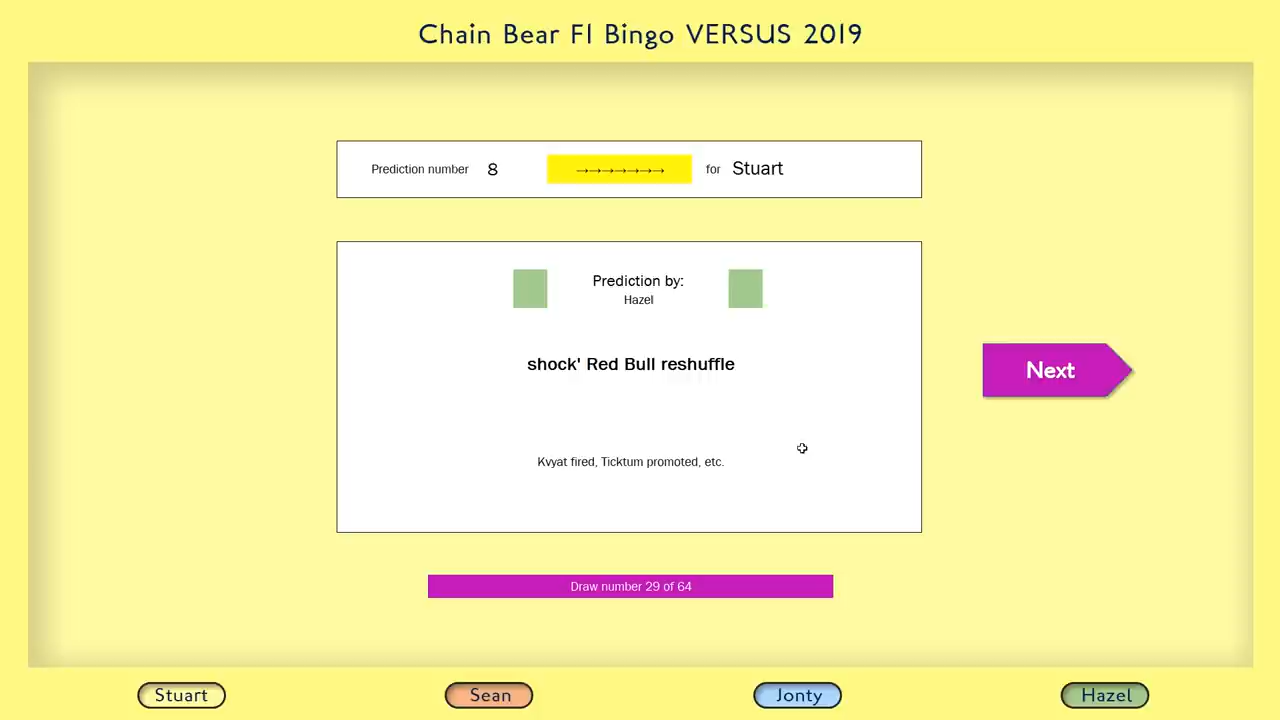 Chain Bear F1 Bingo VERSUS 2019
Prediction number 8 →→→→→→→ for Stuart
Prediction by:
Hazel
shock' Red Bull reshuffle
Next
Kvyat fired, Ticktum promoted, etc.
Draw number 29 of 64
Stuart Sean Jonty Hazel